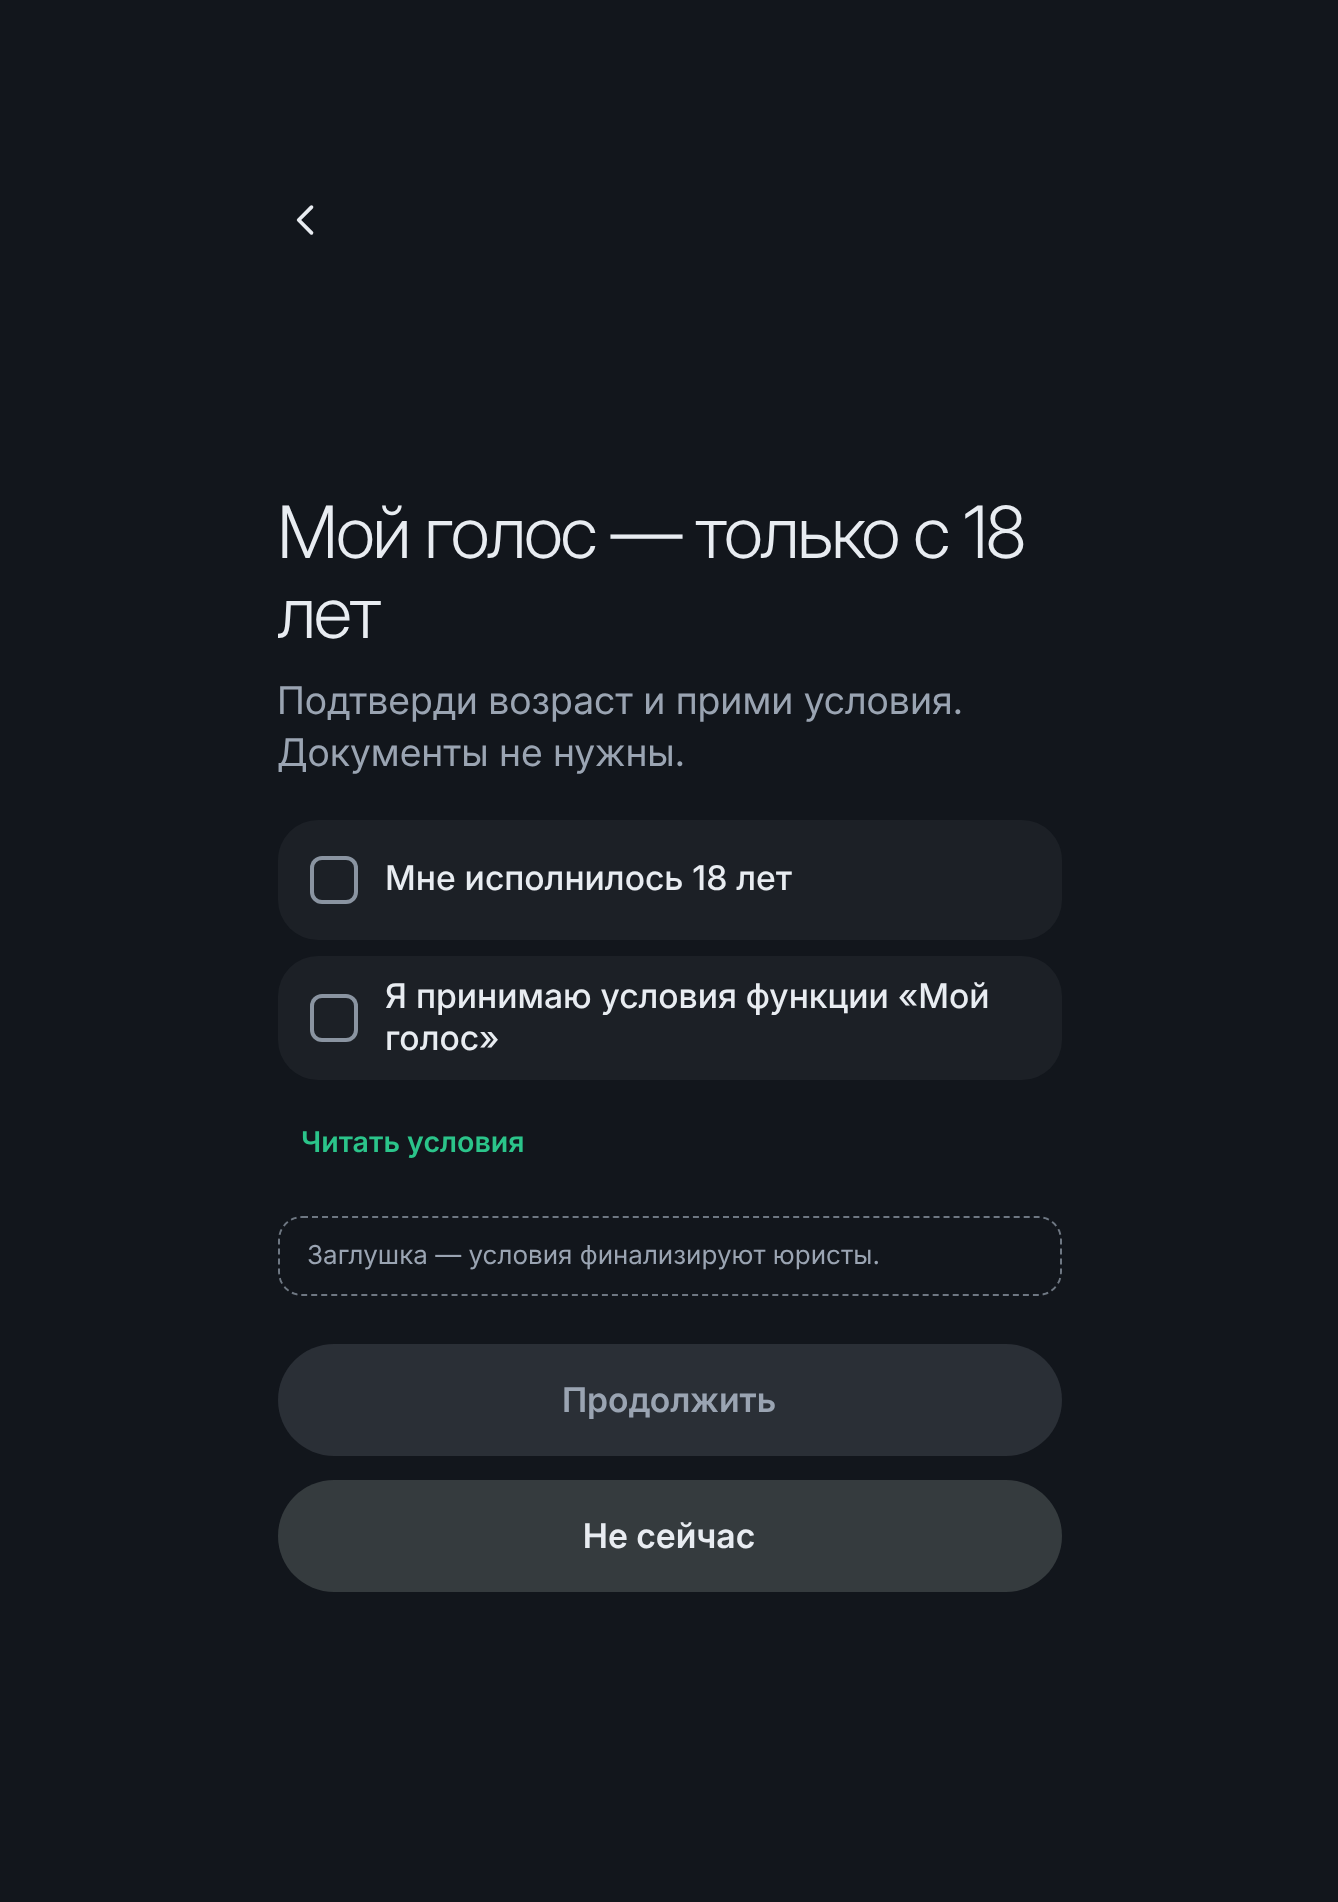 Мой голос — только с 18
лет
Подтверди возраст и прими условия.
Документы не нужны.
Мне исполнилось 18 лет
Я принимаю условия функции «Мой
голос»
Читать условия
Заглушка — условия финализируют юристы.
Продолжить
Не сейчас